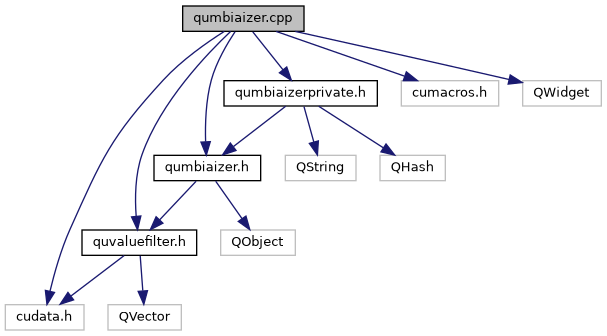 qumbiaizer.cpp
qumbiaizerprivate.h
cumacros.h
QWidget
qumbiaizer.h
QString
QHash
quvaluefilter.h
QObject
cudata.h
QVector